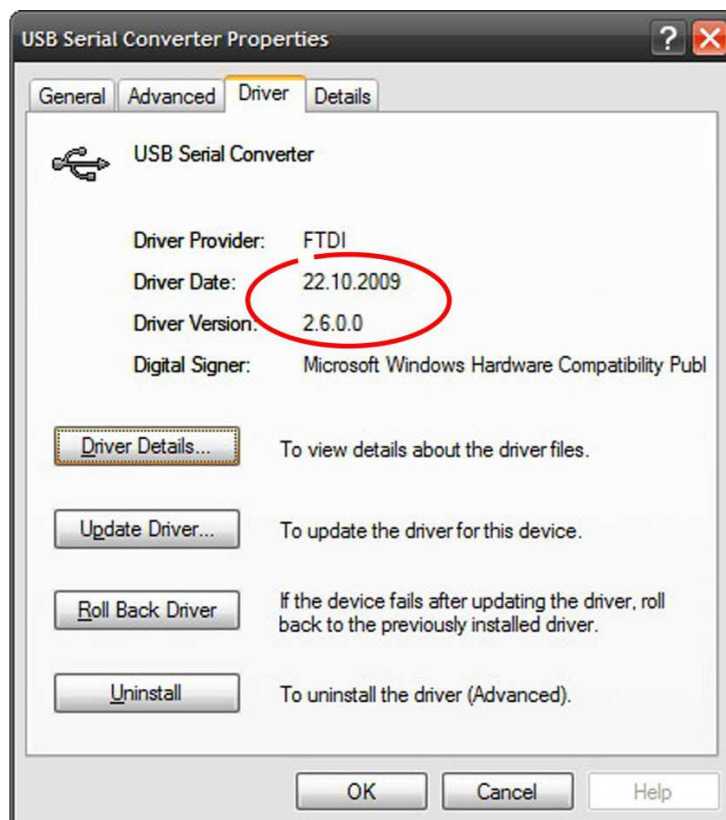 USB Serial Converter Properties
?
General Advanced Driver Details
USB Serial Converter
Driver Provider: FTDI
Driver Date: 22.10.2009
Driver Version: 2.6.0.0
Digital Signer: Microsoft Windows Hardware Compatibility Publ
Driver Details... To view details about the driver files.
Update Driver... To update the driver for this device.
Roll Back Driver If the device fails after updating the driver, roll
back to the previously installed driver.
Uninstall To uninstall the driver (Advanced).
OK Cancel Help